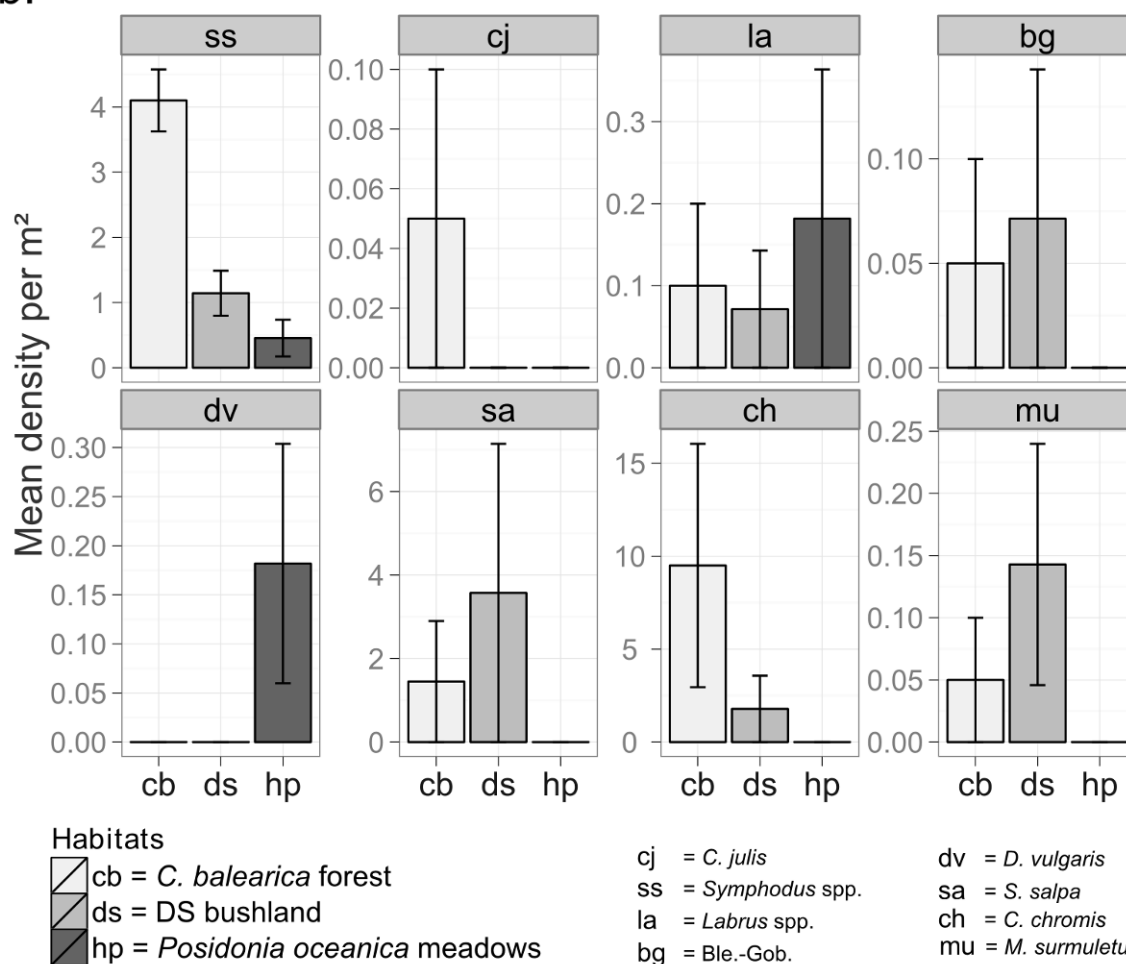 b.
ss cj la bg
4 3 2 1 0
0.10 0.08 0.06 0.04 0.02 0.00
0.3 0.2 0.1 0.0
0.10 0.05 0.00
Mean density per m²
dv sa ch mu
0.30 0.25 0.20 0.15 0.10 0.05 0.00
6 4 2 0
15 10 5 0
0.25 0.20 0.15 0.10 0.05 0.00
cb ds hp cb ds hp cb ds hp cb ds hp
Habitats
cb = C. balearica forest
ds = DS bushland
hp = Posidonia oceanica meadows
cj = C. julis
ss = Symphodus spp.
la = Labrus spp.
bg = Ble.-Gob.
dv = D. vulgaris
sa = S. salpa
ch = C. chromis
mu = M. surmuletu